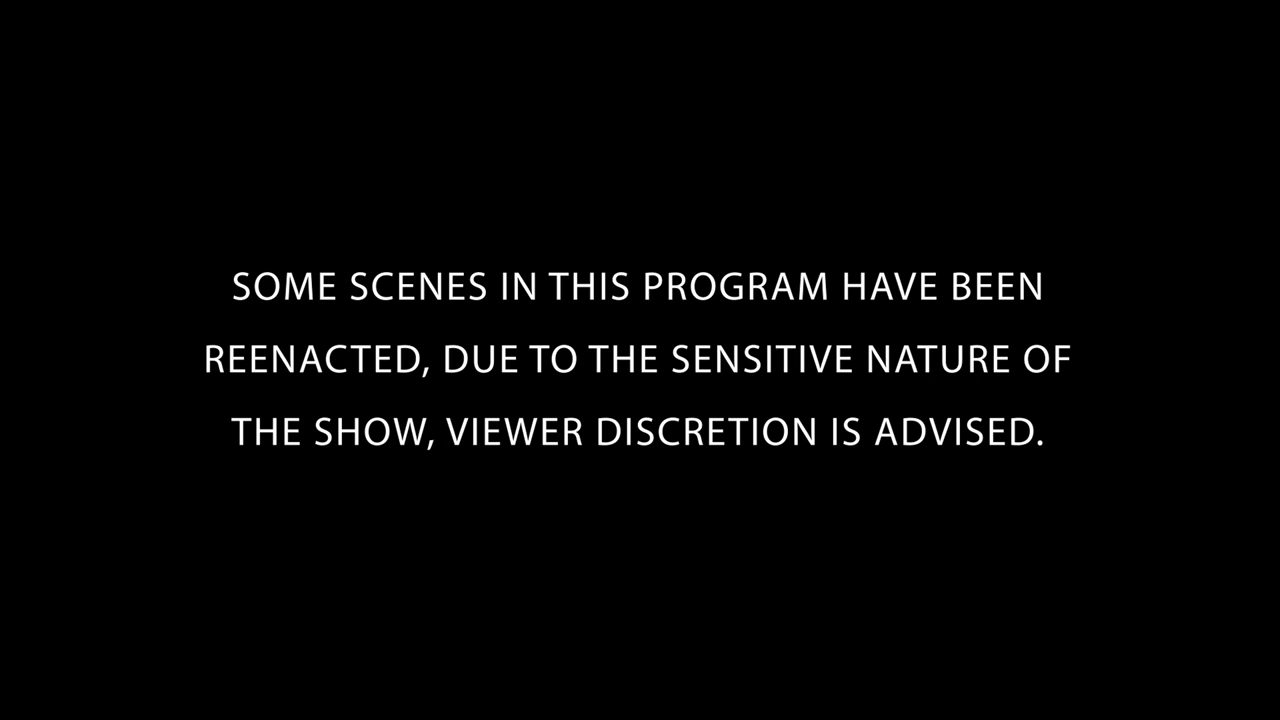 SOME SCENES IN THIS PROGRAM HAVE BEEN
REENACTED, DUE TO THE SENSITIVE NATURE OF
THE SHOW, VIEWER DISCRETION IS ADVISED.